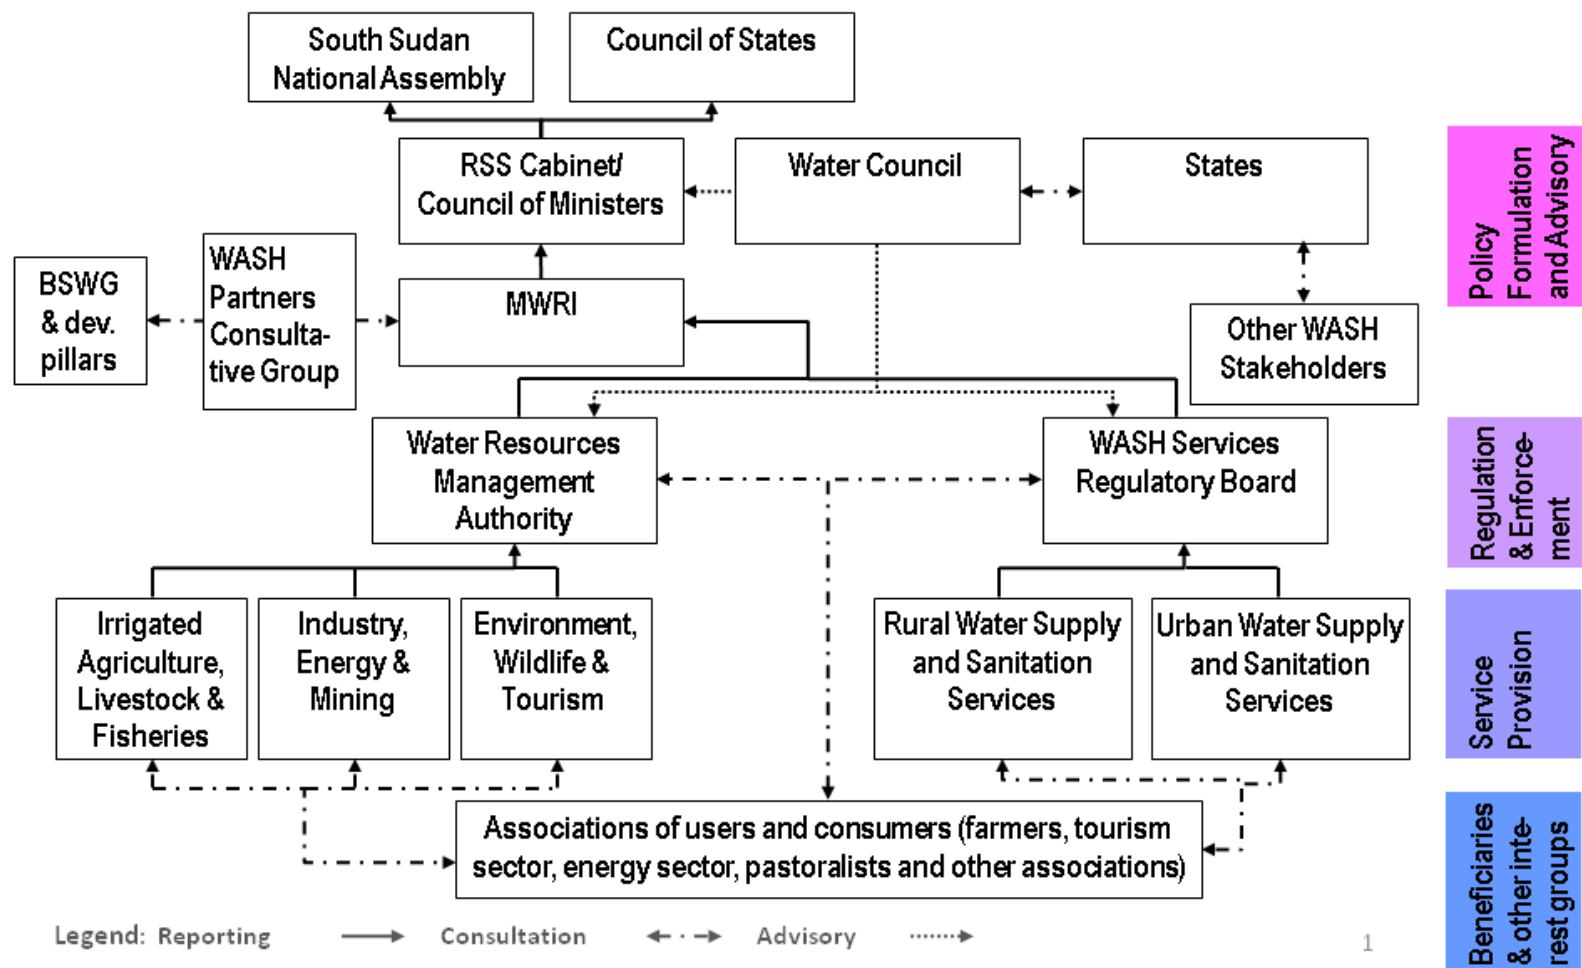 South Sudan
National Assembly
Council of States
RSS Cabinet/
Council of Ministers
Water Council
States
Policy
Formulation
and Advisory
BSWG
& dev.
pillars
WASH
Partners
Consulta-
tive Group
MWRI
Other WASH
Stakeholders
Water Resources
Management
Authority
WASH Services
Regulatory Board
Regulation
& Enforce-
ment
Irrigated
Agriculture,
Livestock &
Fisheries
Industry,
Energy &
Mining
Environment,
Wildlife &
Tourism
Rural Water Supply
and Sanitation
Services
Urban Water Supply
and Sanitation
Services
Service
Provision
Associations of users and consumers (farmers, tourism
sector, energy sector, pastoralists and other associations)
Beneficiaries
& other inte-
rest groups
Legend: Reporting Consultation Advisory
1